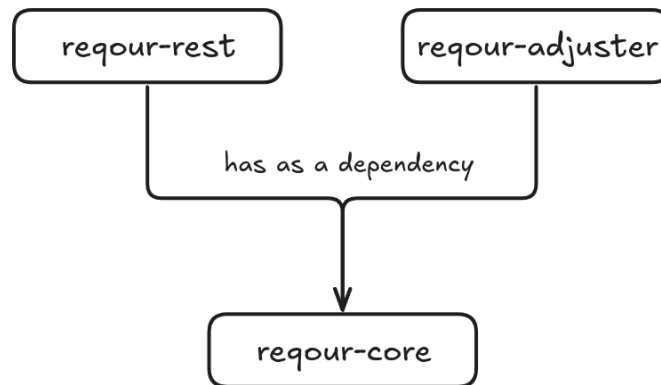 reqour-rest
reqour-adjuster
has as a dependency
reqour-core